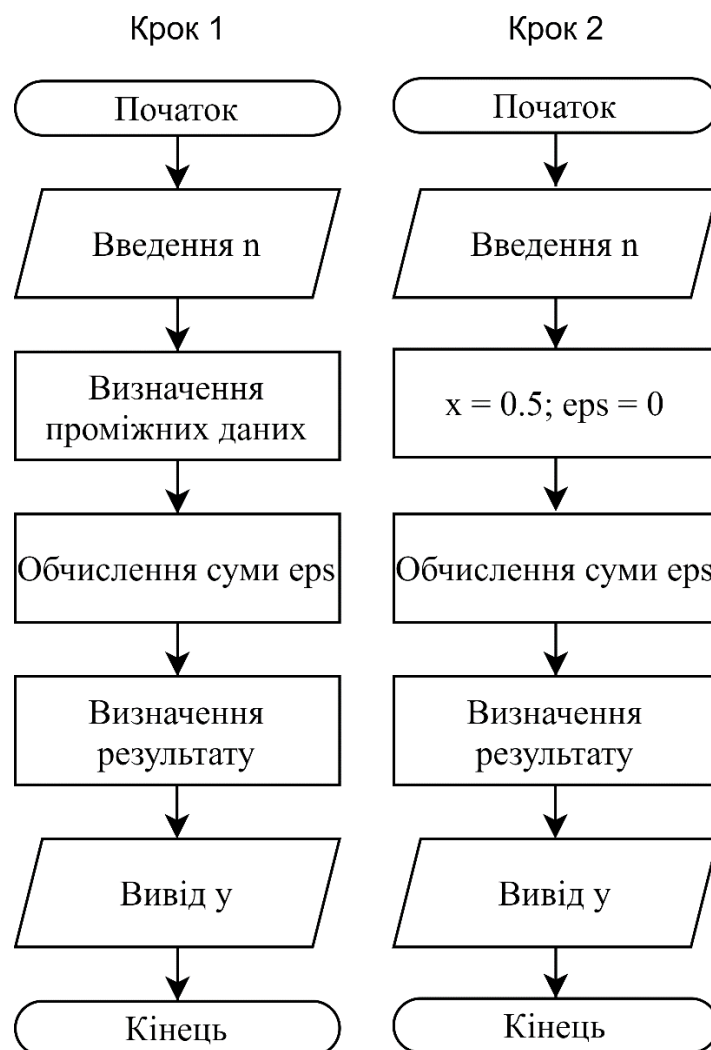 Крок 1
Початок
Введення n
Визначення
проміжних даних
Обчислення суми eps
Визначення
результату
Вивід y
Кінець
Крок 2
Початок
Введення n
x = 0.5; eps = 0
Обчислення суми eps
Визначення
результату
Вивід y
Кінець